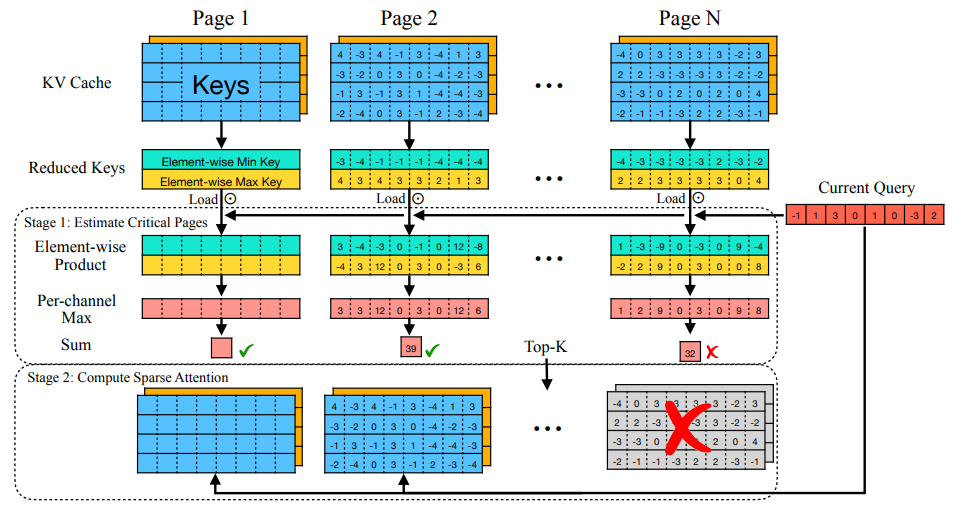 Page 1
Page 2
Page N
KV Cache
Keys
4 -3 4 -1 3 -4 1 3
-3 -2 0 3 0 -4 -2 -3
-1 3 -1 3 1 -4 -4 -3
-2 -4 0 3 -1 2 -3 -4
...
-4 0 3 3 3 3 -2 3
2 2 -3 -3 -3 3 -2 -2
-3 -3 0 2 0 2 0 4
-2 -1 -1 -3 2 2 -3 -1
Reduced Keys
Element-wise Min Key
Element-wise Max Key
-3 -4 -1 -1 -1 -4 -4 -4
4 3 4 3 3 2 1 3
...
-4 -3 -3 -3 -3 2 -3 -2
2 2 3 3 3 3 0 4
Load ⊙
Load ⊙
Load ⊙
Current Query
-1 1 3 0 1 0 -3 2
Stage 1: Estimate Critical Pages
Element-wise
Product
3 -4 -3 0 -1 0 12 -8
-4 3 12 0 3 0 -3 6
...
1 -3 -9 0 -3 0 9 -4
-2 2 9 0 3 0 0 8
Per-channel
Max
3 3 12 0 3 0 12 6
1 2 9 0 3 0 9 8
Sum
✓
39 ✓
Top-K
32 ✗
Stage 2: Compute Sparse Attention
4 -3 4 -1 3 -4 1 3
-3 -2 0 3 0 -4 -2 -3
-1 3 -1 3 1 -4 -4 -3
-2 -4 0 3 -1 2 -3 -4
...
-4 0 3 3 3 3 -2 3
2 2 -3 3 -2 -2
-3 -3 0 2 0 4
-2 -1 -1 -3 2 2 -3 -1